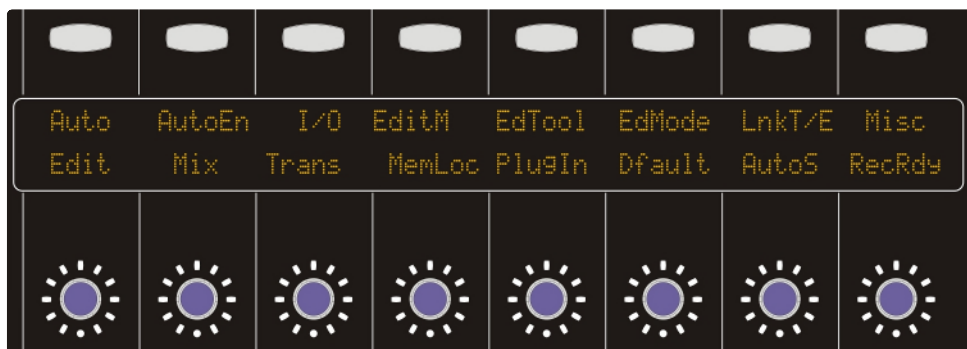 Auto AutoEn I/O EditM EdTool EdMode LnkT/E Misc
Edit Mix Trans MemLoc PlugIn Dfault AutoS RecRdy